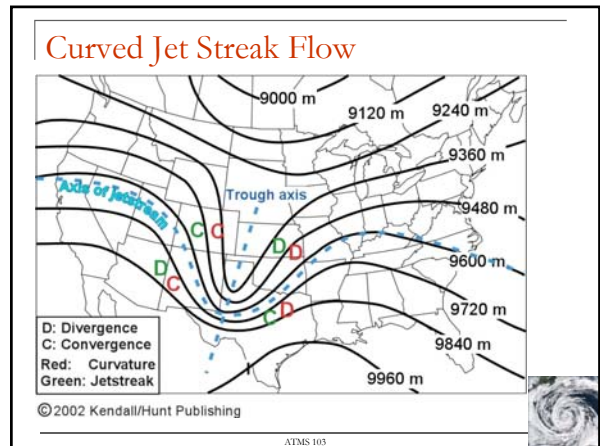 Curved Jet Streak Flow
9000 m
9120 m
9240 m
9360 m
9480 m
9600 m
9720 m
9840 m
9960 m
Axis of Jetstream
Trough axis
C C
D D
D C
C D
D: Divergence
C: Convergence
Red: Curvature
Green: Jetstreak
©2002 Kendall/Hunt Publishing
ATMS 103